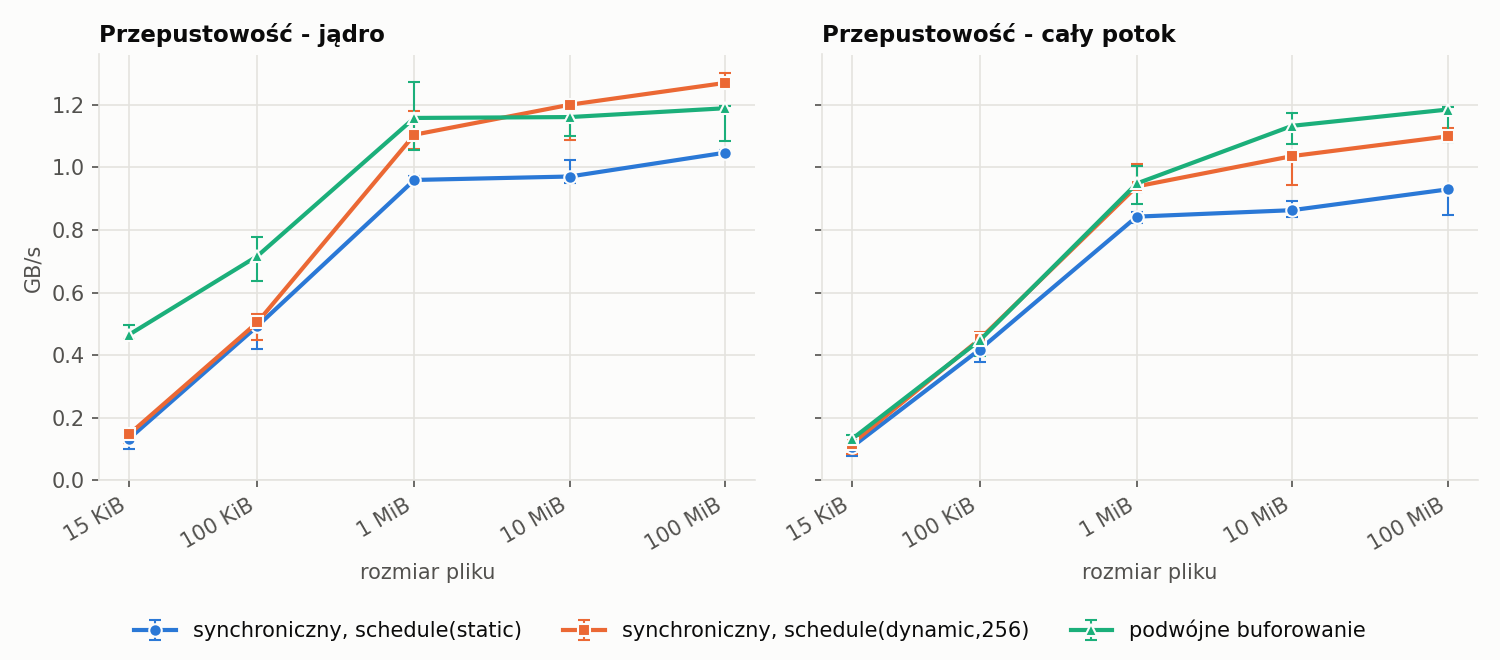 Przepustowość - jądro
GB/s
1.2
1.0
0.8
0.6
0.4
0.2
0.0
15 KiB
100 KiB
1 MiB
10 MiB
100 MiB
rozmiar pliku
Przepustowość - cały potok
15 KiB
100 KiB
1 MiB
10 MiB
100 MiB
rozmiar pliku
synchroniczny, schedule(static)
synchroniczny, schedule(dynamic,256)
podwójne buforowanie